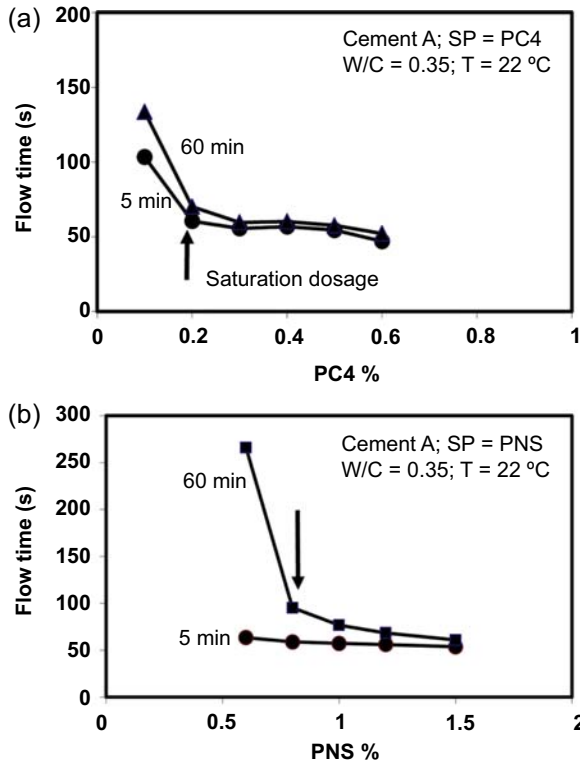 (a)
Cement A; SP = PC4
W/C = 0.35; T = 22 ºC
200
150
100
50
0
Flow time (s)
60 min
5 min
Saturation dosage
0 0.2 0.4 0.6 0.8 1
PC4 %
(b)
Cement A; SP = PNS
W/C = 0.35; T = 22 ºC
300
250
200
150
100
50
0
Flow time (s)
60 min
5 min
0 0.5 1 1.5 2
PNS %